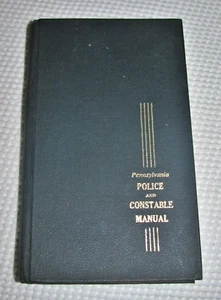 Pennsylvania
POLICE
AND
CONSTABLE
MANUAL